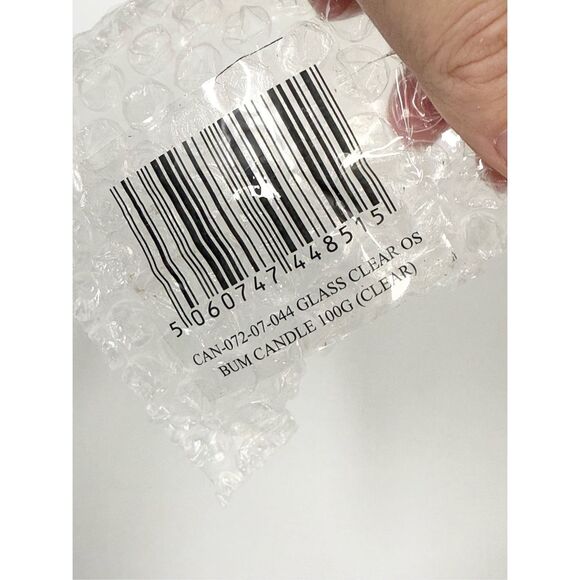 5 060747 448515
CAN-072-07-044 GLASS CLEAR OS
BUM CANDLE 100G (CLEAR)